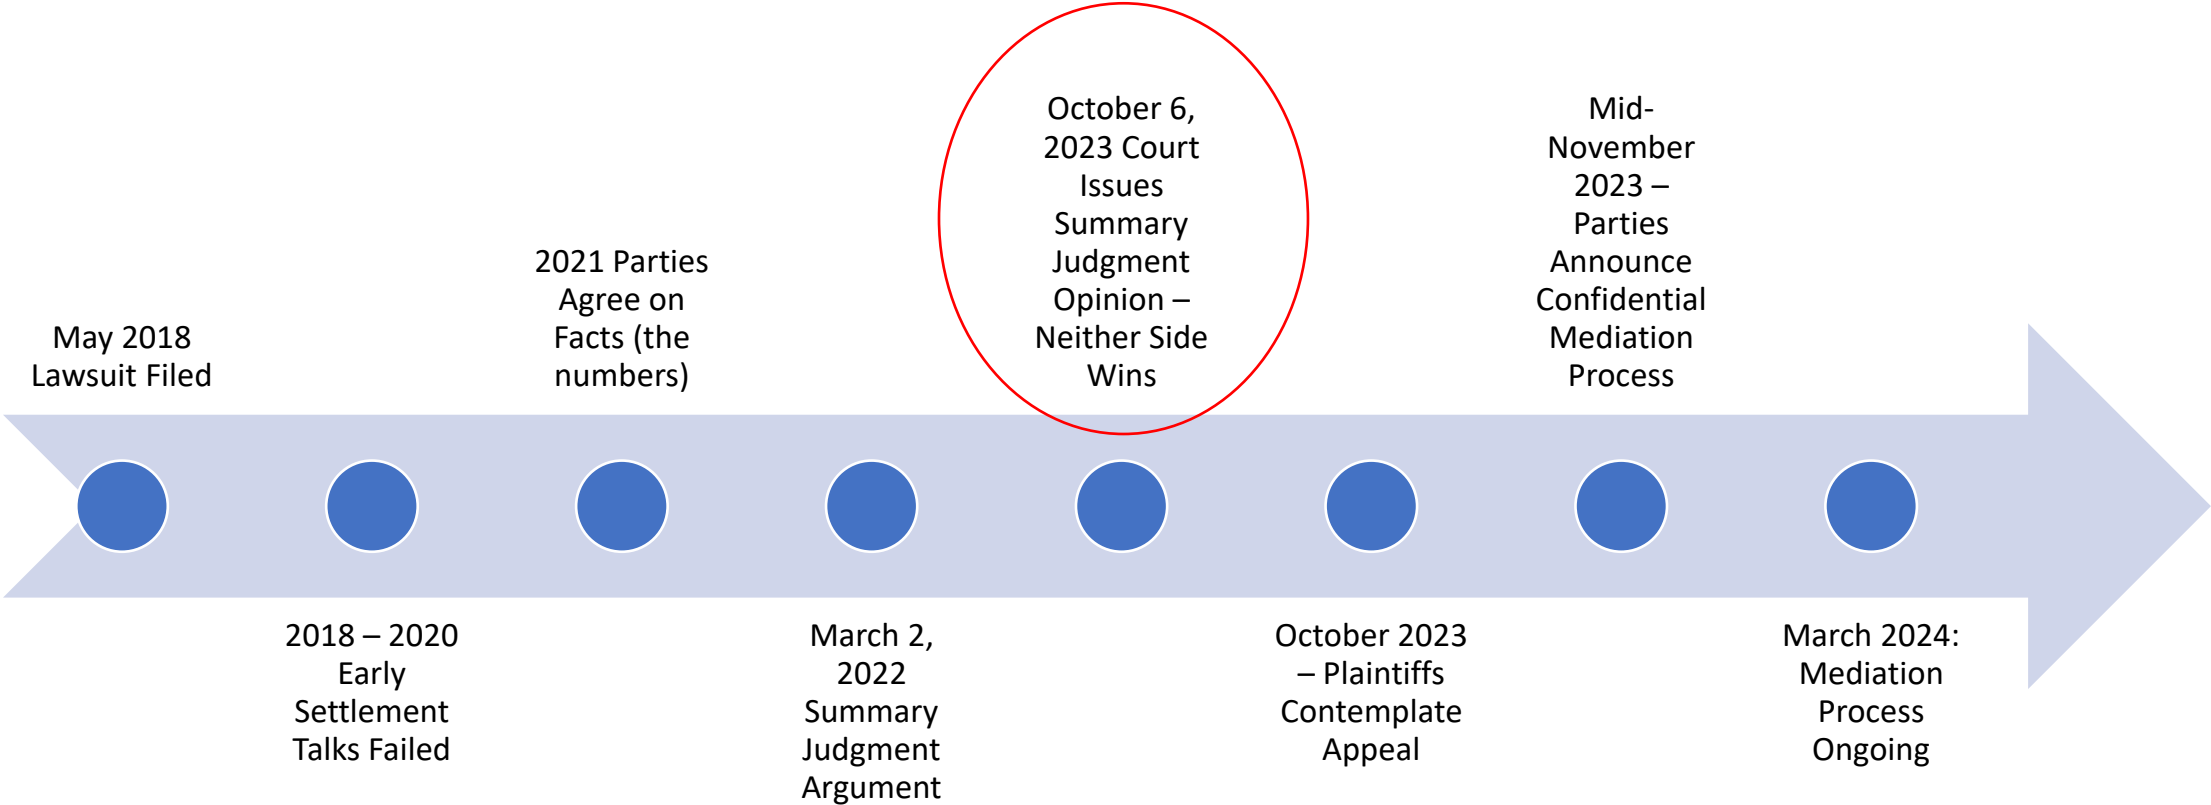 May 2018
Lawsuit Filed
2018 – 2020
Early
Settlement
Talks Failed
2021 Parties
Agree on
Facts (the
numbers)
March 2,
2022
Summary
Judgment
Argument
October 6,
2023 Court
Issues
Summary
Judgment
Opinion –
Neither Side
Wins
October 2023
– Plaintiffs
Contemplate
Appeal
Mid-
November
2023 –
Parties
Announce
Confidential
Mediation
Process
March 2024:
Mediation
Process
Ongoing